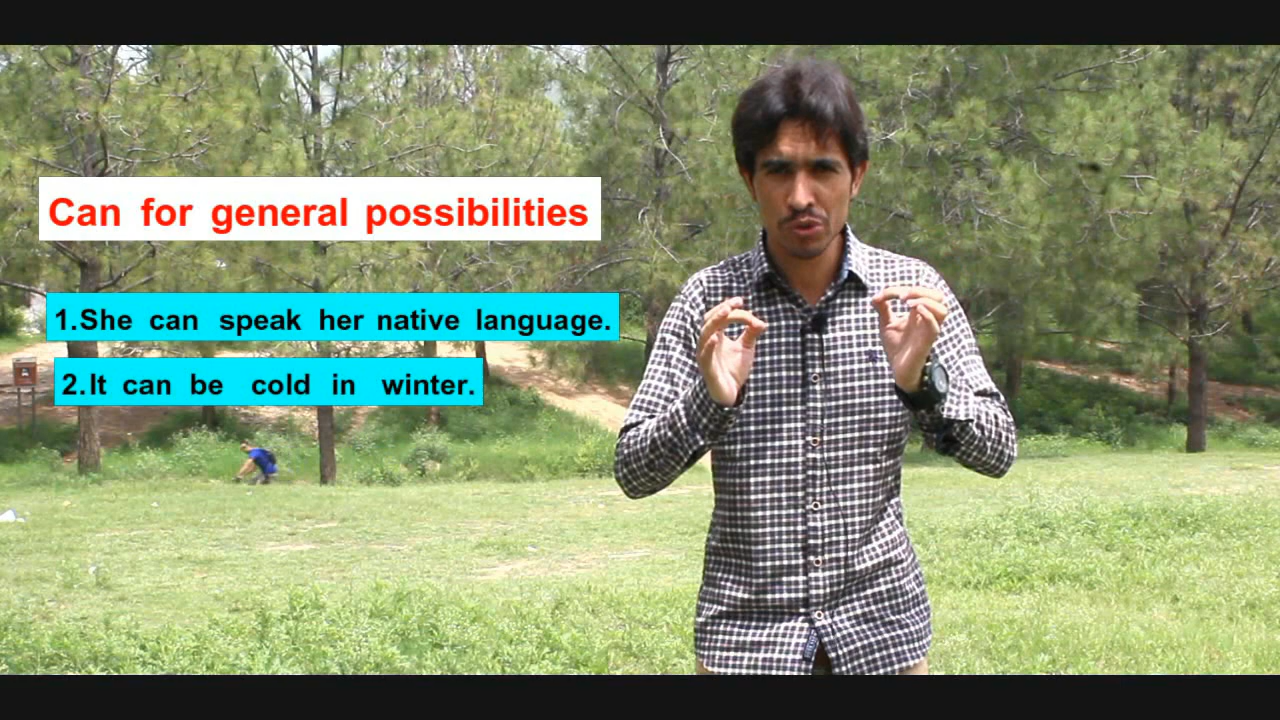 Can for general possibilities
1.She can speak her native language.
2.It can be cold in winter.